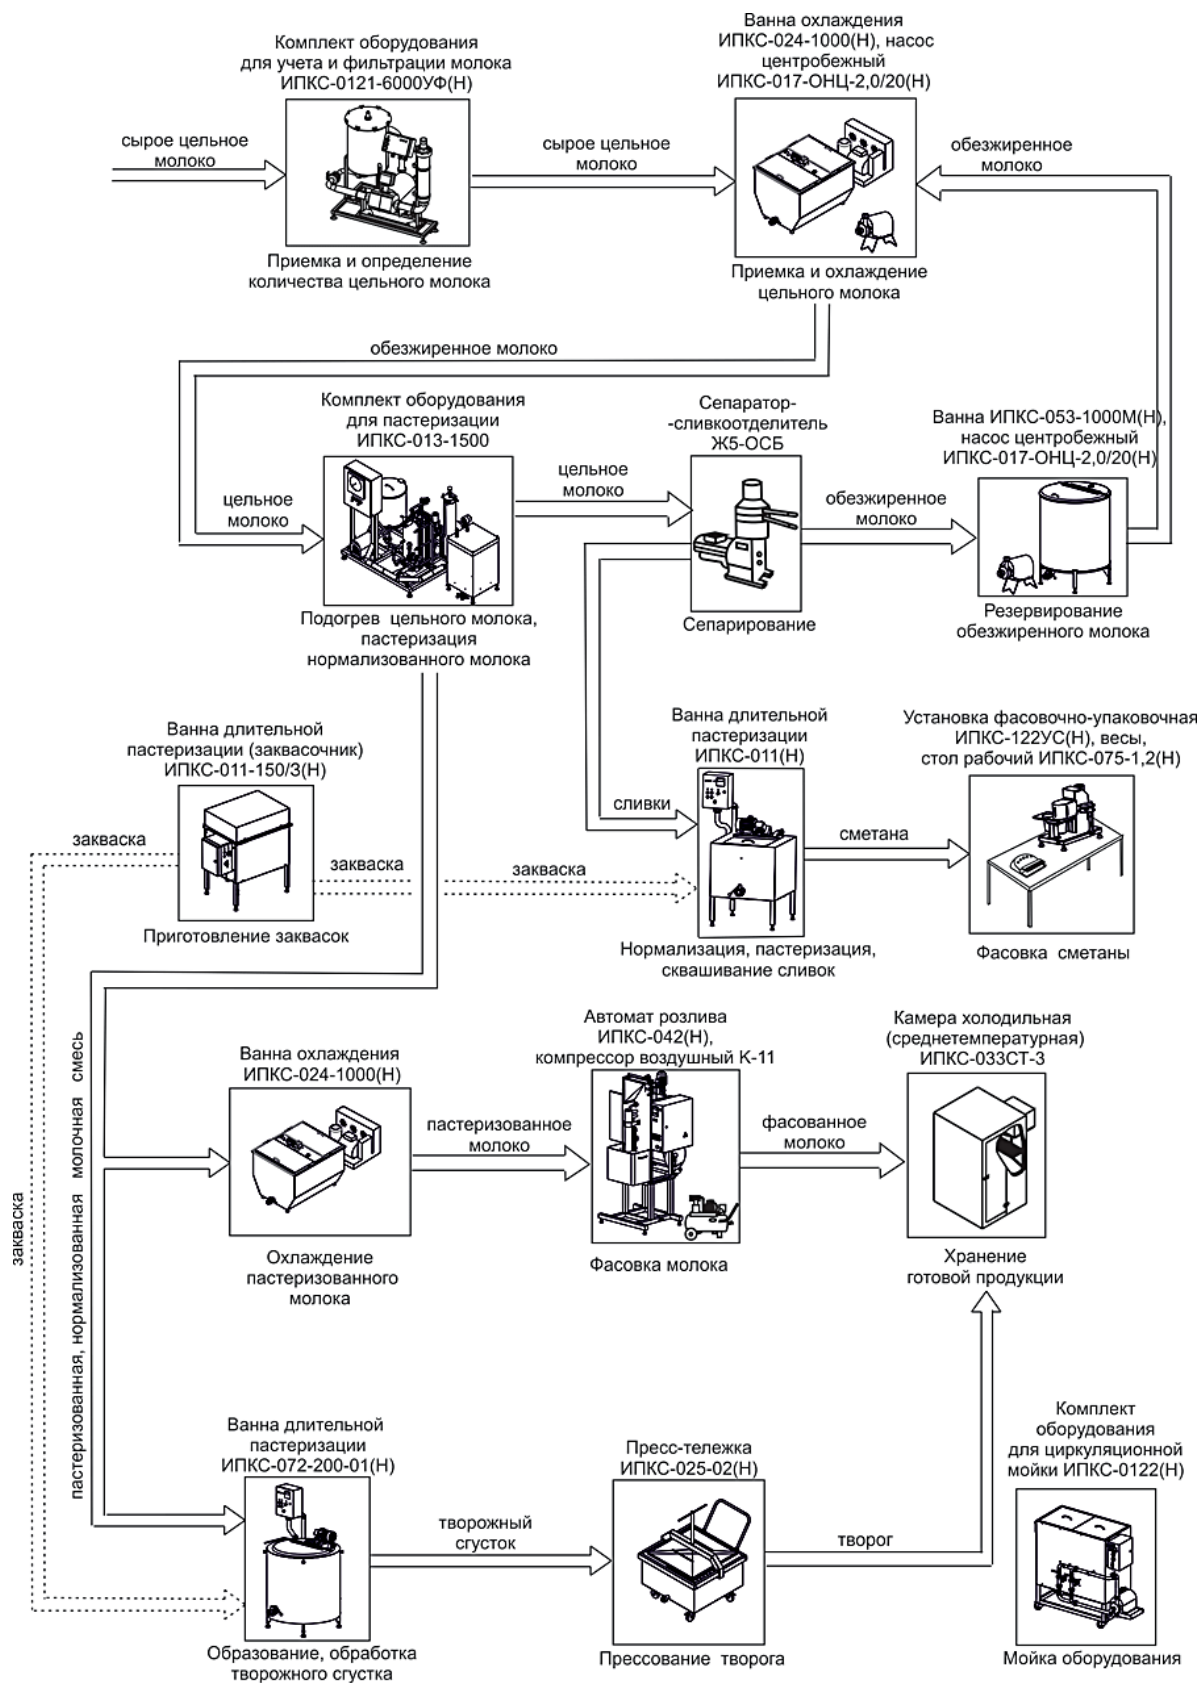 Комплект оборудования
для учета и фильтрации молока
ИПКС-0121-6000УФ(Н)
Ванна охлаждения
ИПКС-024-1000(Н), насос
центробежный
ИПКС-017-ОНЦ-2,0/20(Н)
сырое цельное
молоко
сырое цельное
молоко
обезжиренное
молоко
Приемка и определение
количества цельного молока
Приемка и охлаждение
цельного молока
обезжиренное молоко
Комплект оборудования
для пастеризации
ИПКС-013-1500
Сепаратор-
-сливкоотделитель
Ж5-ОСБ
Ванна ИПКС-053-1000М(Н),
насос центробежный
ИПКС-017-ОНЦ-2,0/20(Н)
цельное
молоко
цельное
молоко
обезжиренное
молоко
Подогрев цельного молока,
пастеризация
нормализованного молока
Сепарирование
Резервирование
обезжиренного молока
Ванна длительной
пастеризации (заквасочник)
ИПКС-011-150/3(Н)
Ванна длительной
пастеризации
ИПКС-011(Н)
Установка фасовочно-упаковочная
ИПКС-122УС(Н), весы,
стол рабочий ИПКС-075-1,2(Н)
закваска
закваска
закваска
сливки
сметана
Приготовление заквасок
Нормализация, пастеризация,
сквашивание сливок
Фасовка сметаны
закваска
пастеризованная, нормализованная молочная смесь
Ванна охлаждения
ИПКС-024-1000(Н)
Автомат розлива
ИПКС-042(Н),
компрессор воздушный К-11
Камера холодильная
(среднетемпературная)
ИПКС-033СТ-3
пастеризованное
молоко
фасованное
молоко
Охлаждение
пастеризованного
молока
Фасовка молока
Хранение
готовой продукции
Ванна длительной
пастеризации
ИПКС-072-200-01(Н)
Пресс-тележка
ИПКС-025-02(Н)
Комплект
оборудования
для циркуляционной
мойки ИПКС-0122(Н)
творожный
сгусток
творог
Образование, обработка
творожного сгустка
Прессование творога
Мойка оборудования